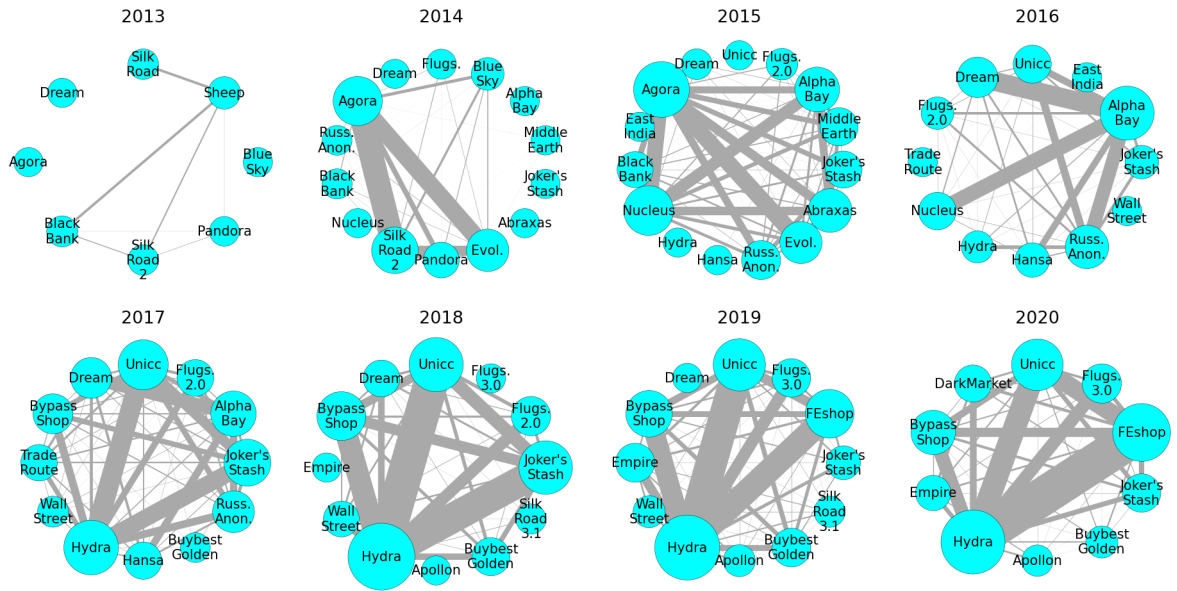 2013
Silk
Road
Dream
Sheep
Agora
Blue
Sky
Black
Bank
Pandora
Silk
Road
2
2014
Flugs.
Dream
Blue
Sky
Agora
Alpha
Bay
Russ.
Anon.
Middle
Earth
Black
Bank
Joker's
Stash
Nucleus
Abraxas
Silk
Road
2
Pandora
Evol.
2015
Unicc
Dream
Flugs.
2.0
Agora
Alpha
Bay
East
India
Middle
Earth
Black
Bank
Joker's
Stash
Nucleus
Abraxas
Hydra
Evol.
Hansa
Russ.
Anon.
2016
Unicc
Dream
East
India
Flugs.
2.0
Alpha
Bay
Trade
Route
Joker's
Stash
Nucleus
Wall
Street
Hydra
Russ.
Anon.
Hansa
2017
Unicc
Dream
Flugs.
2.0
Bypass
Shop
Alpha
Bay
Trade
Route
Joker's
Stash
Wall
Street
Russ.
Anon.
Hydra
Buybest
Golden
Hansa
2018
Unicc
Dream
Flugs.
3.0
Bypass
Shop
Flugs.
2.0
Empire
Joker's
Stash
Wall
Street
Silk
Road
3.1
Hydra
Buybest
Golden
Apollon
2019
Unicc
Dream
Flugs.
3.0
Bypass
Shop
FEshop
Empire
Joker's
Stash
Wall
Street
Silk
Road
3.1
Hydra
Buybest
Golden
Apollon
2020
Unicc
DarkMarket
Flugs.
3.0
Bypass
Shop
FEshop
Empire
Joker's
Stash
Hydra
Buybest
Golden
Apollon